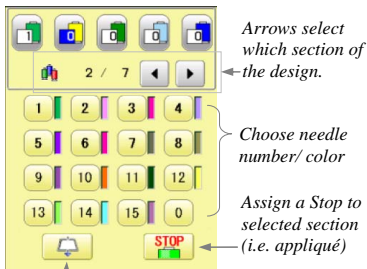 1 0 0 0 0
Arrows select
which section of
the design.
2 / 7
1 2 3 4
5 6 7 8
9 10 11 12
13 14 15 0
Choose needle
number/ color
Assign a Stop to
selected section
(i.e. appliqué)
STOP